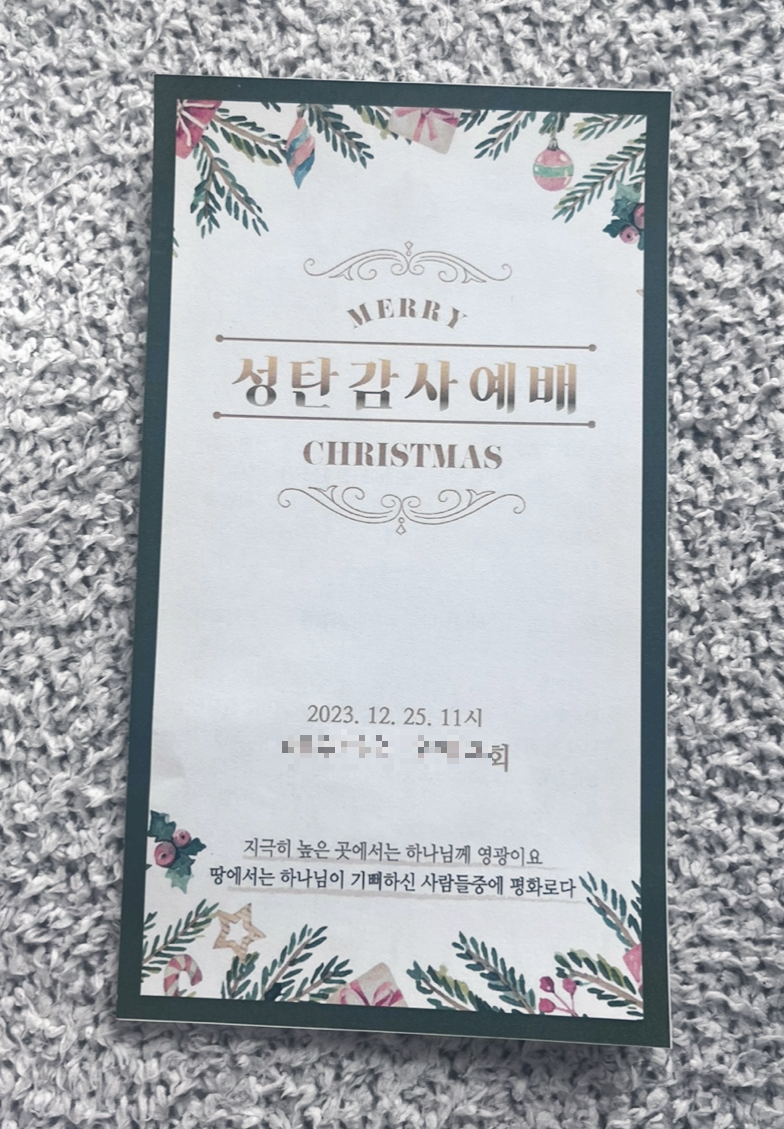 MERRY
성탄감사예배
CHRISTMAS
2023. 12. 25. 11시
지극히 높은 곳에서는 하나님께 영광이요
땅에서는 하나님이 기뻐하신 사람들중에 평화로다